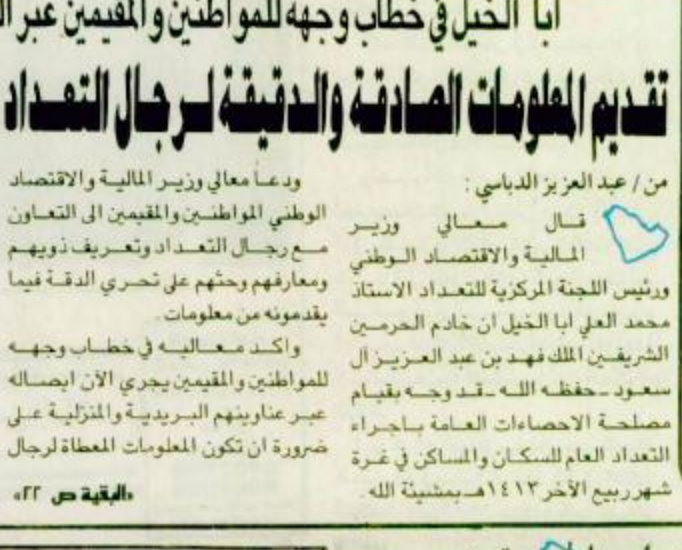 أبا الخيل في خطاب وجهه للمواطنين والمقيمين عبر
تقديم المعلومات الصادقة والدقيقة لرجال التعداد
من / عبد العزيز الدباسي :
قال معالي وزير
المالية والاقتصاد الوطني
ورئيس اللجنة المركزية للتعداد الاستاذ
محمد العلي ابا الخيل ان خادم الحرمين
الشريفين الملك فهد بن عبد العزيز آل
سعود ـ حفظه الله ـ قد وجه بقيام
مصلحة الاحصاءات العامة باجراء
التعداد العام للسكان والمساكن في غرة
شهر ربيع الآخر ١٤١٣هـ بمشيئة الله .
ودعا معالي وزير المالية والاقتصاد
الوطني المواطنين والمقيمين الى التعاون
مع رجال التعداد وتعريف ذويهم
ومعارفهم وحثهم على تحري الدقة فيما
يقدمونه من معلومات .
واكد معاليه في خطاب وجهه
للمواطنين والمقيمين يجري الآن ايصاله
عبر عناوينهم البريدية والمنزلية على
ضرورة ان تكون المعلومات المعطاة لرجال
«البقية ص ٢٢»